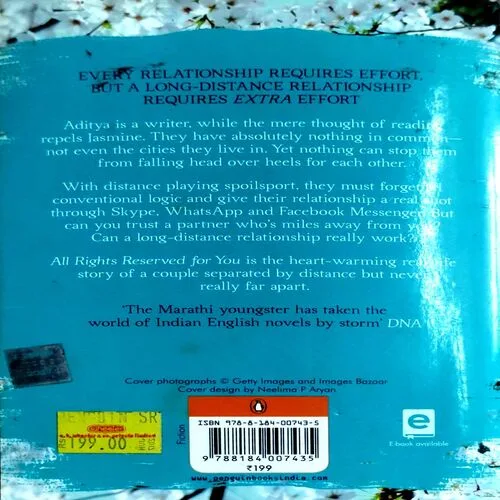 EVERY RELATIONSHIP REQUIRES EFFORT,
BUT A LONG-DISTANCE RELATIONSHIP
REQUIRES EXTRA EFFORT
Aditya is a writer, while the mere thought of reading
repels Jasmine. They have absolutely nothing in common—
not even the cities they live in. Yet nothing can stop them
from falling head over heels for each other.
With distance playing spoilsport, they must forget all
conventional logic and give their relationship a real shot
through Skype, WhatsApp and Facebook Messenger. But
can you trust a partner who's miles away from you?
Can a long-distance relationship really work?
All Rights Reserved for You is the heart-warming real-life
story of a couple separated by distance but never
really far apart.
'The Marathi youngster has taken the
world of Indian English novels by storm' DNA
Cover photographs © Getty Images and Images Bazaar
Cover design by Neelima P Aryan
199.00
Fiction
ISBN 978-8-184-00743-5
9788184007435
₹199
www.penguinbooksindia.com
e
E-book available